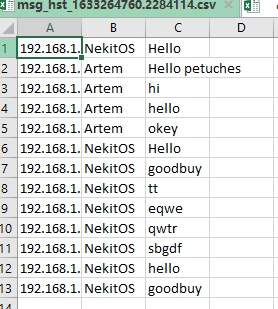 msg_hst_1633264760.2284114.csv
A B C D
1 192.168.1. NekitOS Hello
2 192.168.1. Artem Hello petuches
3 192.168.1. Artem hi
4 192.168.1. Artem hello
5 192.168.1. Artem okey
6 192.168.1. NekitOS Hello
7 192.168.1. NekitOS goodbuy
8 192.168.1. NekitOS tt
9 192.168.1. NekitOS eqwe
10 192.168.1. NekitOS qwtr
11 192.168.1. NekitOS sbgdf
12 192.168.1. NekitOS hello
13 192.168.1. NekitOS goodbuy